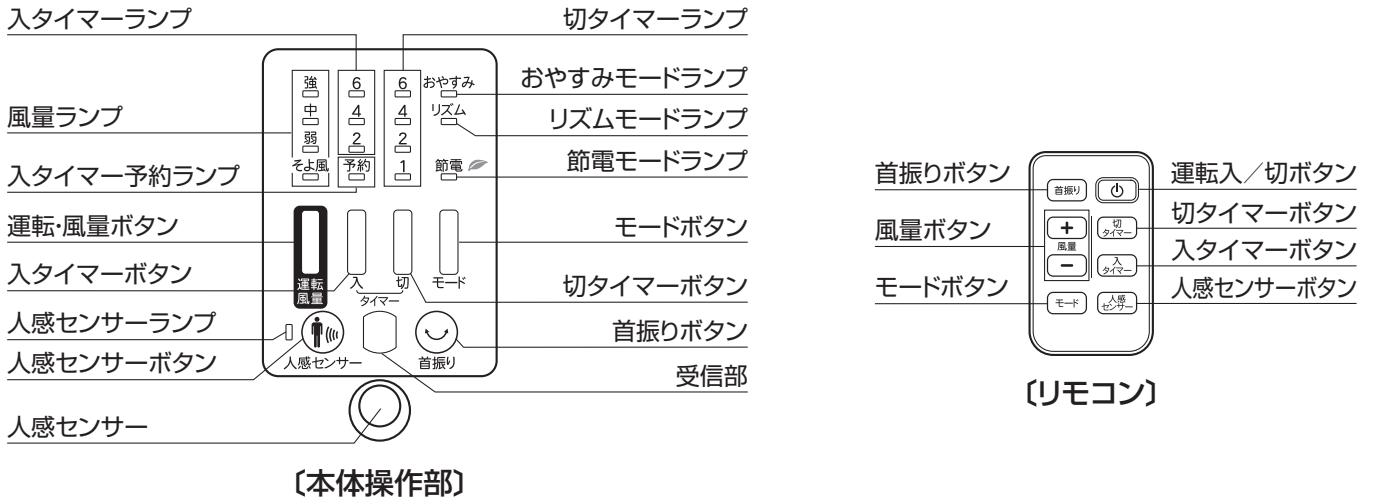 入タイマーランプ
風量ランプ
入タイマー予約ランプ
運転・風量ボタン
入タイマーボタン
人感センサーランプ
人感センサーボタン
人感センサー
強
中
弱
そよ風
6
4
2
予約
6
4
2
1
おやすみ
リズム
節電
運転
風量
入
切
タイマー
モード
人感センサー
首振り
切タイマーランプ
おやすみモードランプ
リズムモードランプ
節電モードランプ
モードボタン
切タイマーボタン
首振りボタン
受信部
〔本体操作部〕
首振りボタン
風量ボタン
モードボタン
首振り
+
風量
−
切
タイマー
入
タイマー
モード
人感
センサー
運転入／切ボタン
切タイマーボタン
入タイマーボタン
人感センサーボタン
〔リモコン〕